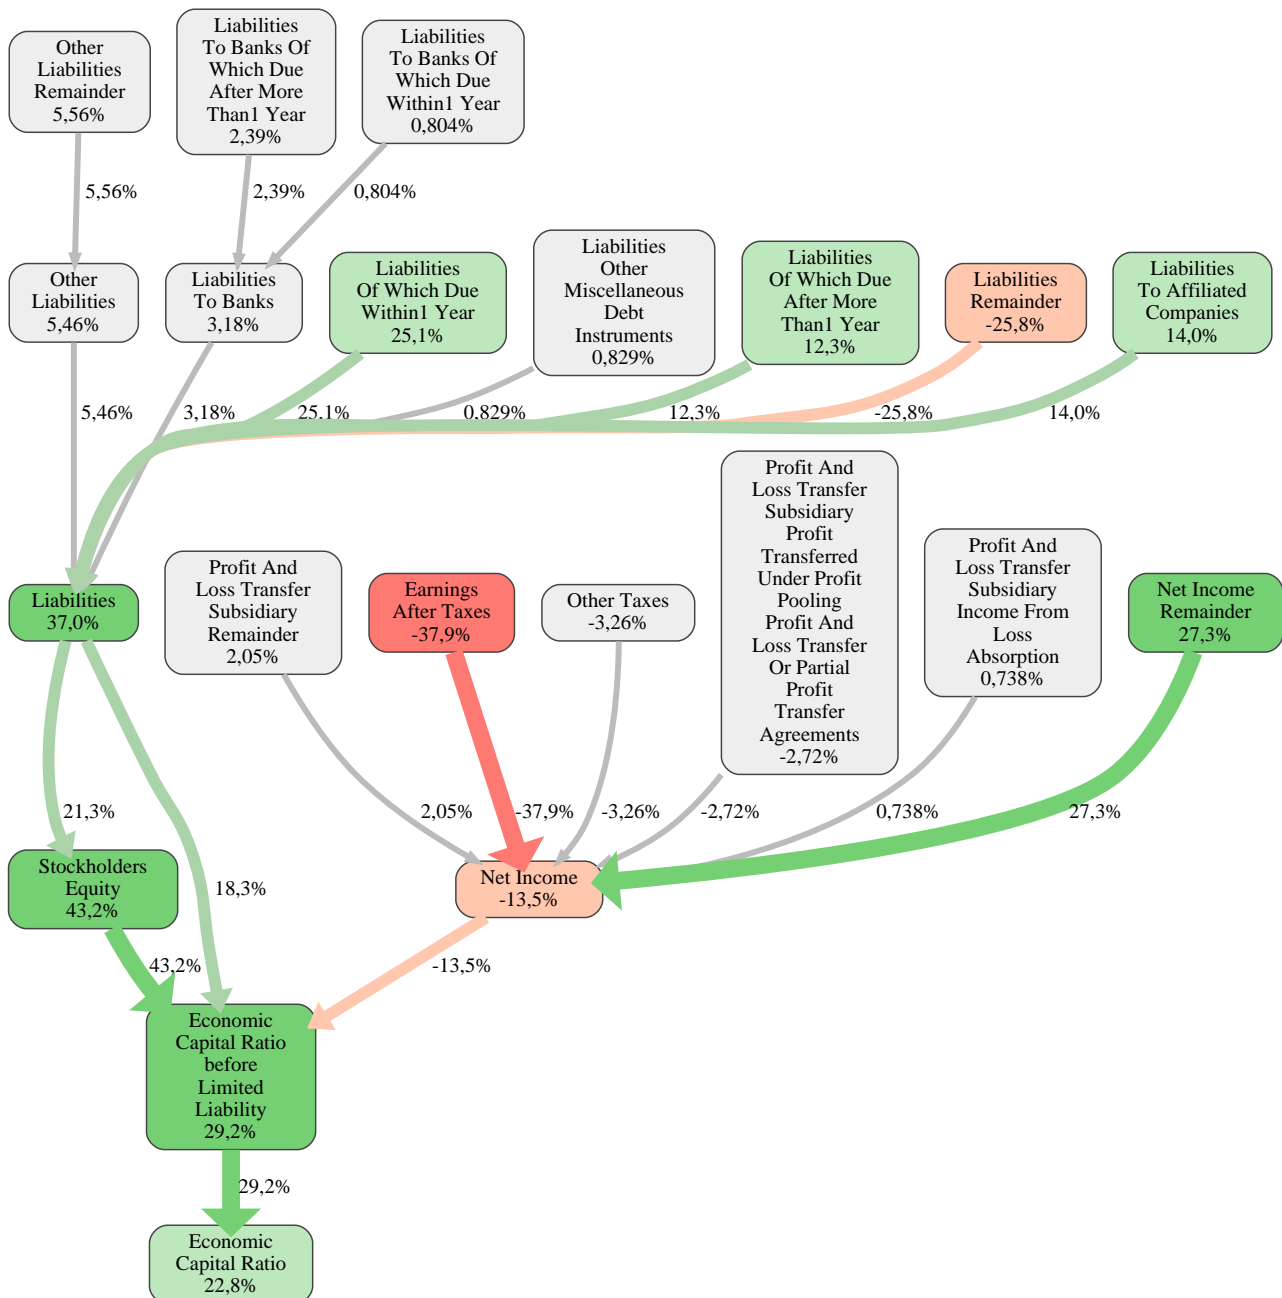 Other
Liabilities
Remainder
5,56%
Liabilities
To Banks Of
Which Due
After More
Than1 Year
2,39%
Liabilities
To Banks Of
Which Due
Within1 Year
0,804%
5,56%
2,39%
0,804%
Other
Liabilities
5,46%
Liabilities
To Banks
3,18%
Liabilities
Of Which Due
Within1 Year
25,1%
Liabilities
Other
Miscellaneous
Debt
Instruments
0,829%
Liabilities
Of Which Due
After More
Than1 Year
12,3%
Liabilities
Remainder
-25,8%
Liabilities
To Affiliated
Companies
14,0%
5,46%
3,18%
25,1%
0,829%
12,3%
-25,8%
14,0%
Liabilities
37,0%
Profit And
Loss Transfer
Subsidiary
Remainder
2,05%
Earnings
After Taxes
-37,9%
Other Taxes
-3,26%
Profit And
Loss Transfer
Subsidiary
Profit
Transferred
Under Profit
Pooling
Profit And
Loss Transfer
Or Partial
Profit
Transfer
Agreements
-2,72%
Profit And
Loss Transfer
Subsidiary
Income From
Loss
Absorption
0,738%
Net Income
Remainder
27,3%
21,3%
18,3%
2,05%
-37,9%
-3,26%
-2,72%
0,738%
27,3%
Stockholders
Equity
43,2%
Net Income
-13,5%
43,2%
-13,5%
Economic
Capital Ratio
before
Limited
Liability
29,2%
29,2%
Economic
Capital Ratio
22,8%